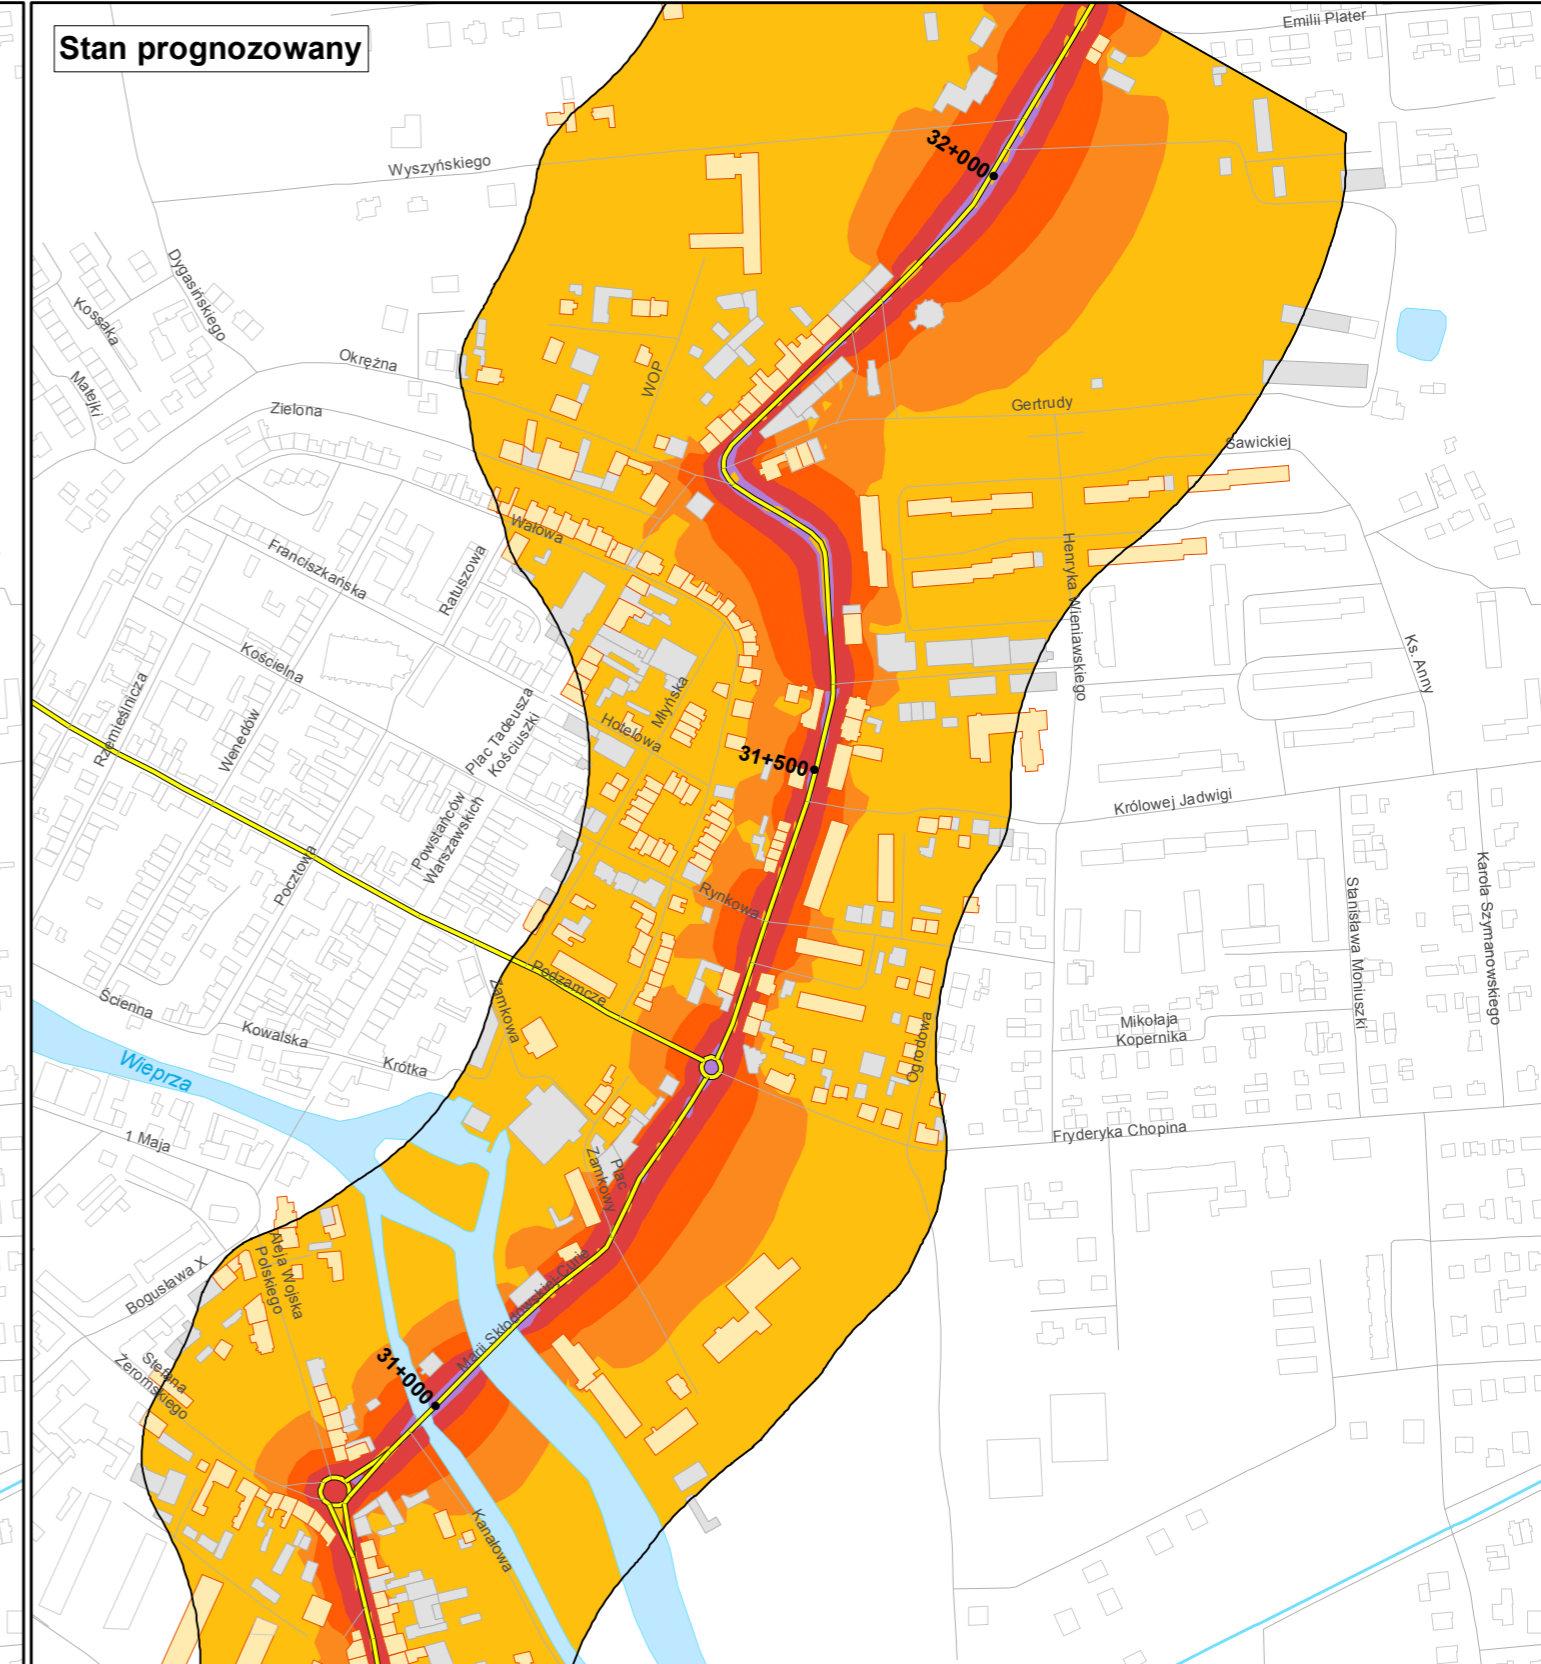 Stan prognozowany
Emilii Plater
32+000
Wyszyńskiego
Dygasińskiego
Kossaka
Matejki
Okrężna
WOP
Zielona
Gertrudy
Sawickiej
Wałowa
Franciszkańska
Ratuszowa
Henryka Wieniawskiego
Ks. Anny
Kościelna
Rzemieślnicza
Wenedów
Plac Tadeusza
Kościuszki
Hotelowa
Młyńska
31+500
Królowej Jadwigi
Powstańców
Warszawskich
Pocztowa
Rynkowa
Stanisława Moniuszki
Karola Szymanowskiego
Podzamcze
Zamkowa
Ścienna
Kowalska
Krótka
Wieprza
Mikołaja
Kopernika
Ogrodowa
1 Maja
Fryderyka Chopina
Plac
Zamkowy
Aleja Wojska
Polskiego
Bogusława X
Marii Skłodowskiej-Curie
Stefana
Żeromskiego
31+000
Kanałowa